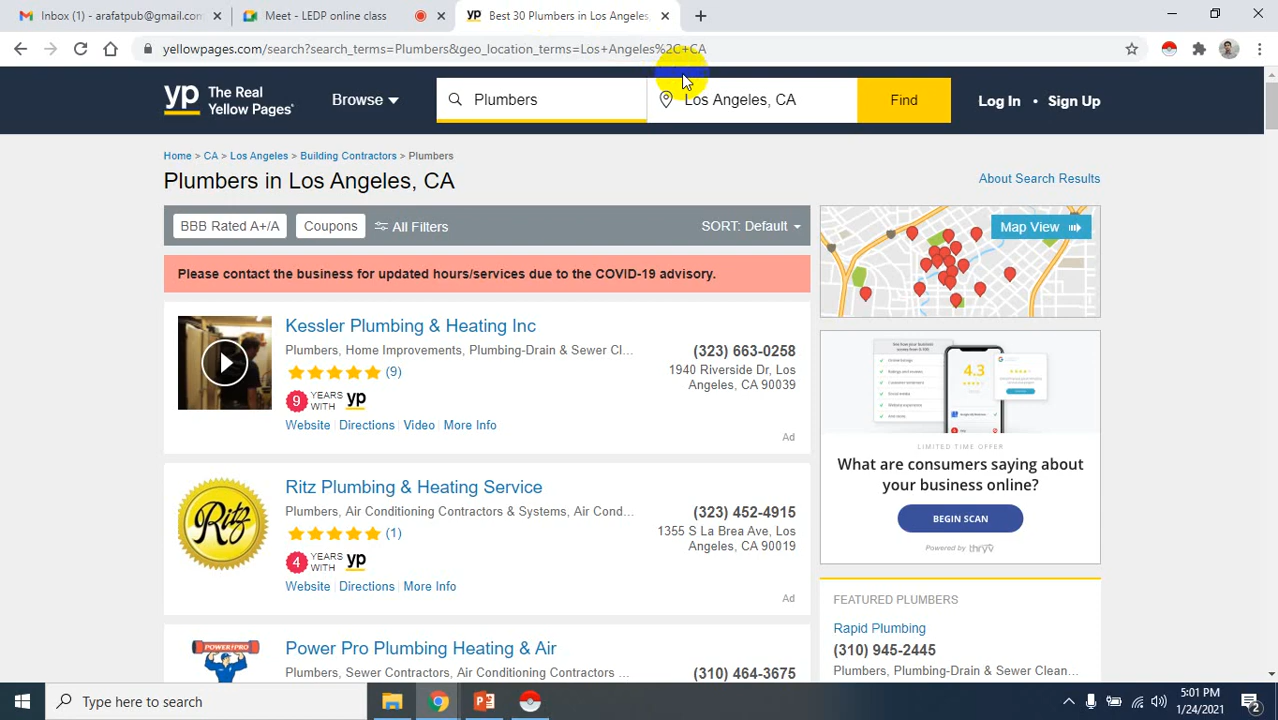 Inbox (1) - arafatpub@gmail.com
Meet - LEDP online class
Best 30 Plumbers in Los Angeles,
yellowpages.com/search?search_terms=Plumbers&geo_location_terms=Los+Angeles%2C+CA
yp The Real Yellow Pages
Browse
Plumbers
Los Angeles, CA
Find
Log In • Sign Up
Home > CA > Los Angeles > Building Contractors > Plumbers
Plumbers in Los Angeles, CA
About Search Results
BBB Rated A+/A
Coupons
All Filters
SORT: Default
Map View
Please contact the business for updated hours/services due to the COVID-19 advisory.
Kessler Plumbing & Heating Inc
Plumbers, Home Improvements, Plumbing-Drain & Sewer Cl...
(9)
9 YEARS WITH yp
Website Directions Video More Info
(323) 663-0258
1940 Riverside Dr, Los
Angeles, CA 90039
Ad
Ritz Plumbing & Heating Service
Plumbers, Air Conditioning Contractors & Systems, Air Cond...
(1)
4 YEARS WITH yp
Website Directions More Info
(323) 452-4915
1355 S La Brea Ave, Los
Angeles, CA 90019
Ad
Ritz
POWER PRO
Power Pro Plumbing Heating & Air
Plumbers, Sewer Contractors, Air Conditioning Contractors ...
(310) 464-3675
4.3
LIMITED TIME OFFER
What are consumers saying about
your business online?
BEGIN SCAN
Powered by thryv
FEATURED PLUMBERS
Rapid Plumbing
(310) 945-2445
Plumbers, Plumbing-Drain & Sewer Clean...
Type here to search
5:01 PM
1/24/2021
2